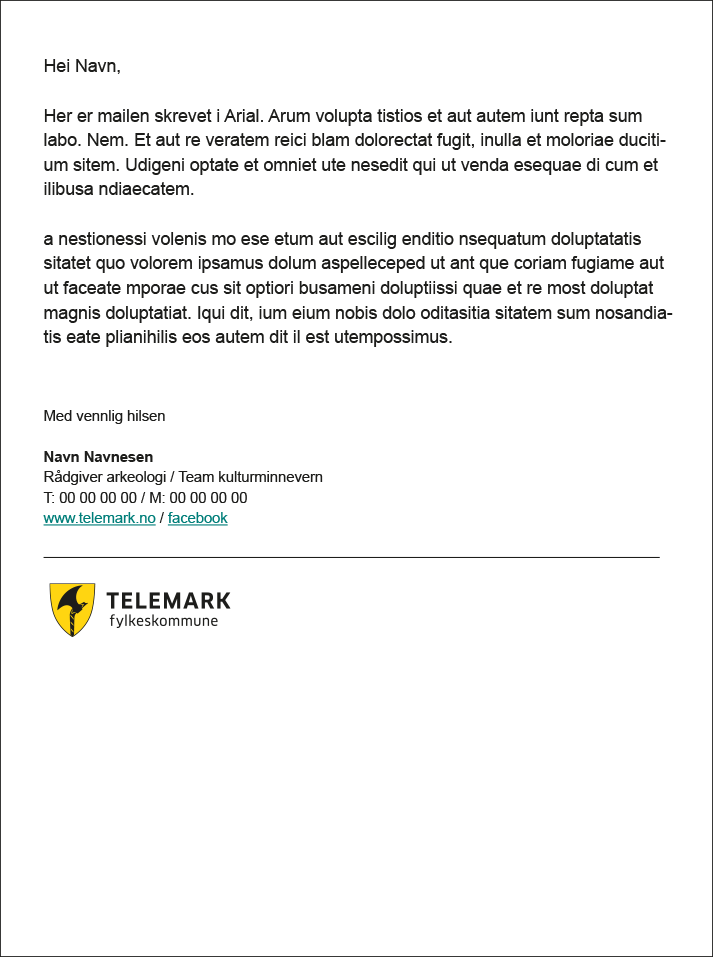 Hei Navn,
Her er mailen skrevet i Arial. Arum volupta tistios et aut autem iunt repta sum
labo. Nem. Et aut re veratem reici blam dolorectat fugit, inulla et moloriae duciti-
um sitem. Udigeni optate et omniet ute nesedit qui ut venda esequae di cum et
ilibusa ndiaecatem.
a nestionessi volenis mo ese etum aut escilig enditio nsequatum doluptatatis
sitatet quo volorem ipsamus dolum aspelleceped ut ant que coriam fugiame aut
ut faceate mporae cus sit optiori busameni doluptiissi quae et re most doluptat
magnis doluptatiat. Iqui dit, ium eium nobis dolo oditasitia sitatem sum nosandia-
tis eate plianihilis eos autem dit il est utempossimus.
Med vennlig hilsen
Navn Navnesen
Rådgiver arkeologi / Team kulturminnevern
T: 00 00 00 00 / M: 00 00 00 00
www.telemark.no / facebook
TELEMARK
fylkeskommune